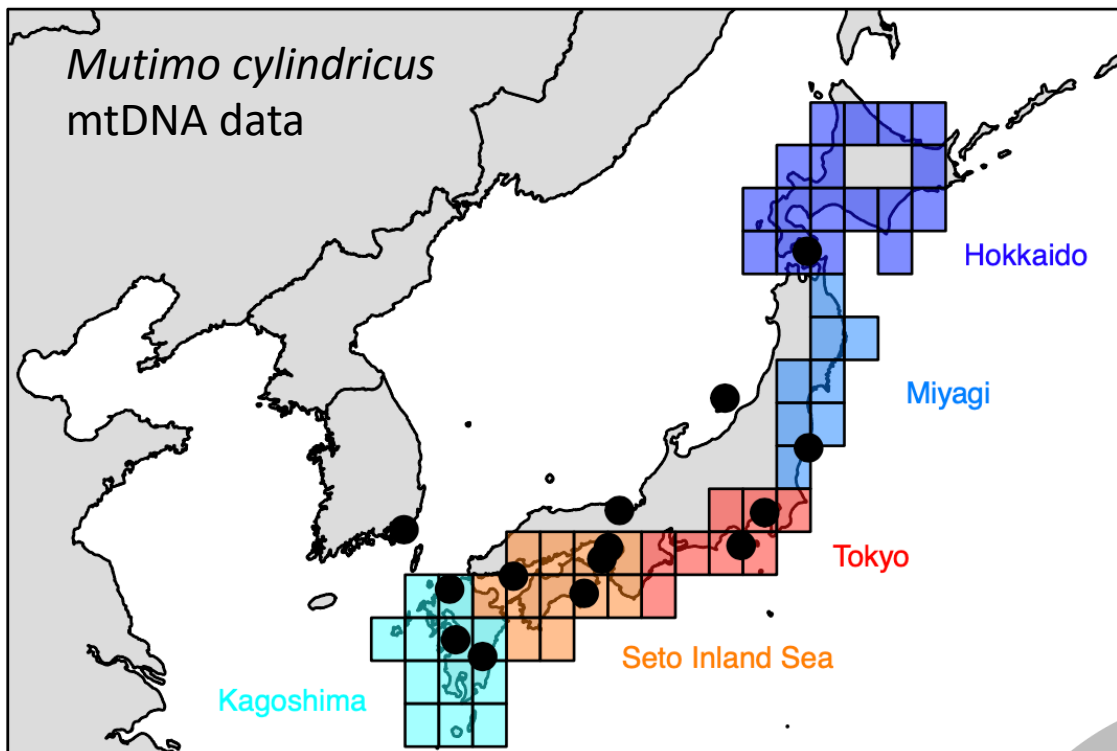 Mutimo cylindricus
mtDNA data
Hokkaido
Miyagi
Tokyo
Seto Inland Sea
Kagoshima